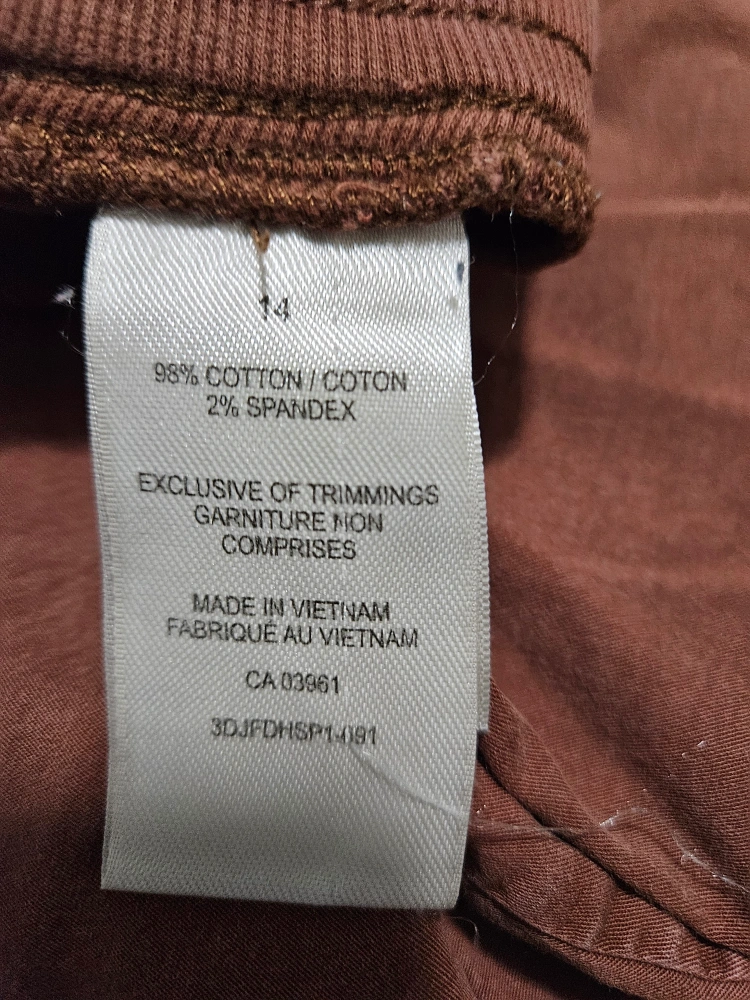 14
98% COTTON / COTON
2% SPANDEX
EXCLUSIVE OF TRIMMINGS
GARNITURE NON
COMPRISES
MADE IN VIETNAM
FABRIQUÉ AU VIETNAM
CA 03961
3DJFDHSP1-091